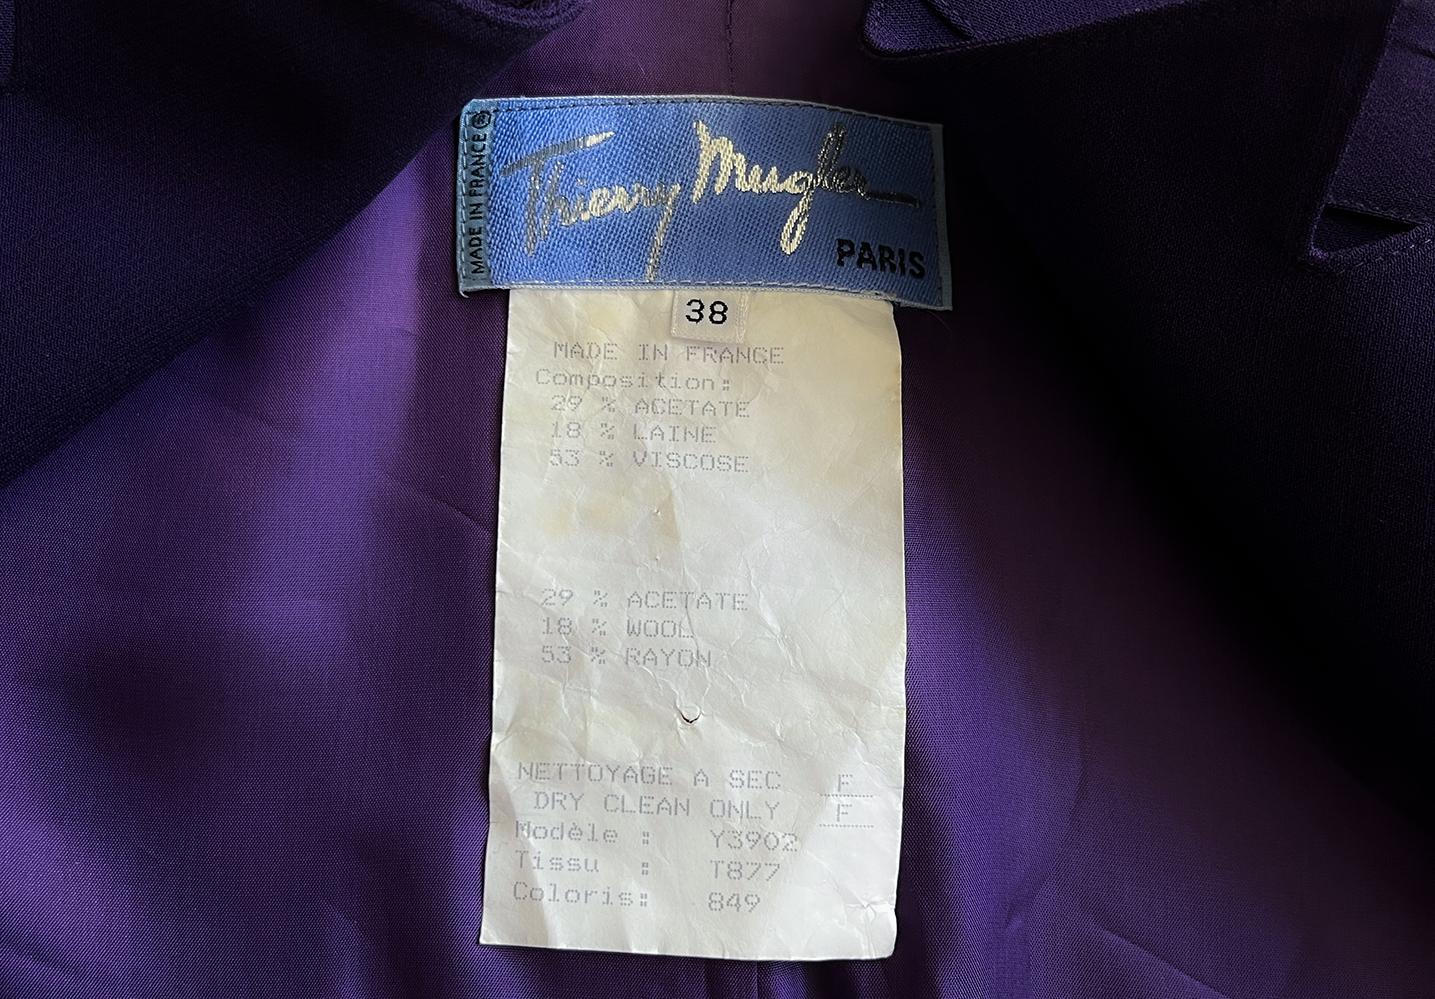 MADE IN FRANCE ®
Thierry Mugler
PARIS
38
MADE IN FRANCE
Composition:
29 % ACETATE
18 % LAINE
53 % VISCOSE
29 % ACETATE
18 % WOOL
53 % RAYON
NETTOYAGE A SEC F
DRY CLEAN ONLY F
Modèle : Y3902
Tissu : T877
Coloris: 849